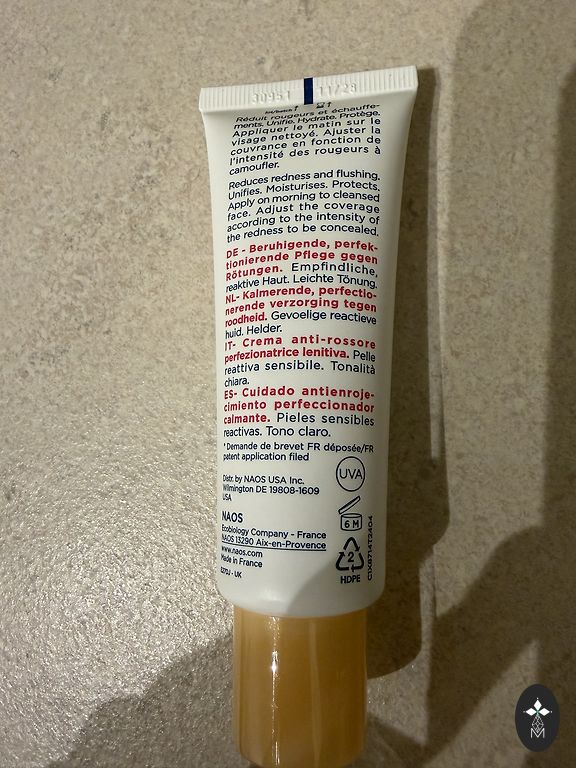 30951 11/28
Réduit rougeurs et échauffe-
ments. Unifie. Hydrate. Protège.
Appliquer le matin sur le
visage nettoyé. Ajuster la
couvrance en fonction de
l'intensité des rougeurs à
camoufler.
Reduces redness and flushing.
Unifies. Moisturises. Protects.
Apply on morning to cleansed
face. Adjust the coverage
according to the intensity of
the redness to be concealed.
DE - Beruhigende, perfek-
tionierende Pflege gegen
Rötungen. Empfindliche,
reaktive Haut. Leichte Tönung.
NL- Kalmerende, perfectio-
nerende verzorging tegen
roodheid. Gevoelige reactieve
huid. Helder.
IT- Crema anti-rossore
perfezionatrice lenitiva. Pelle
reattiva sensibile. Tonalità
chiara.
ES- Cuidado antienroje-
cimiento perfeccionador
calmante. Pieles sensibles
reactivas. Tono claro.
* Demande de brevet FR déposée/FR
patent application filed
Distr. by NAOS USA Inc.
Wilmington DE 19808-1609
USA
UVA
NAOS
Ecobiology Company - France
NAOS 13290 Aix-en-Provence
www.naos.com
Made in France
6 M
2
HDPE
M